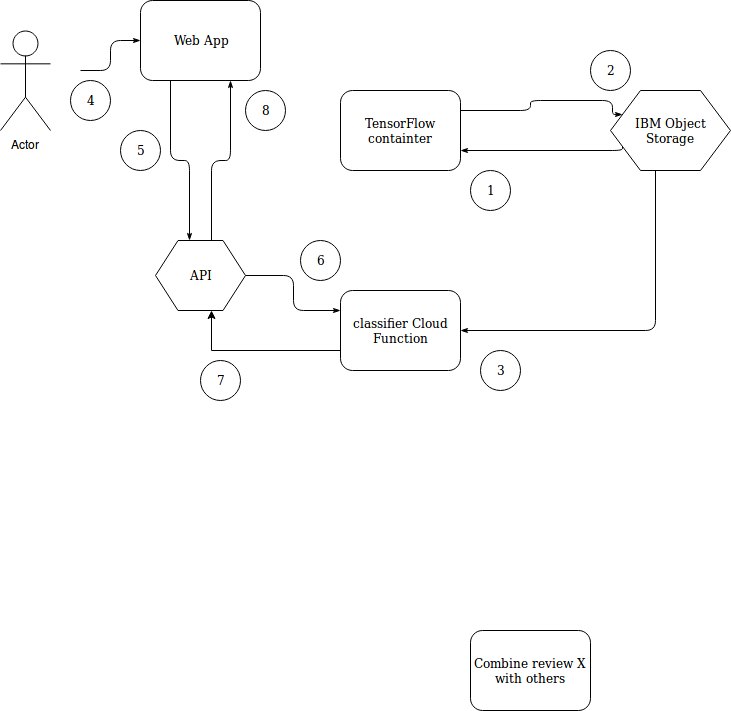 Web App
2
4
8
TensorFlow
containter
IBM Object
Storage
Actor
5
1
6
API
classifier Cloud
Function
3
7
Combine review X
with others